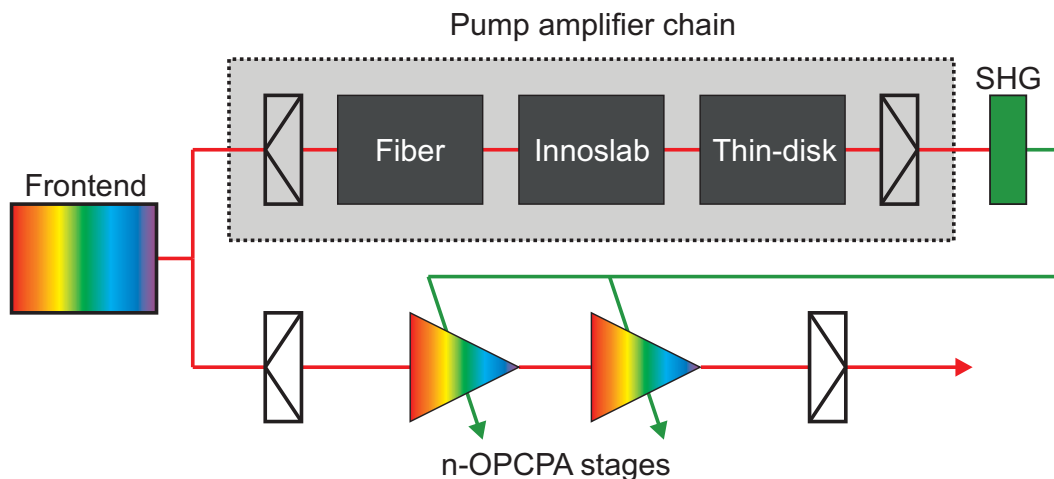 Pump amplifier chain
SHG
Fiber
Innoslab
Thin-disk
Frontend
n-OPCPA stages